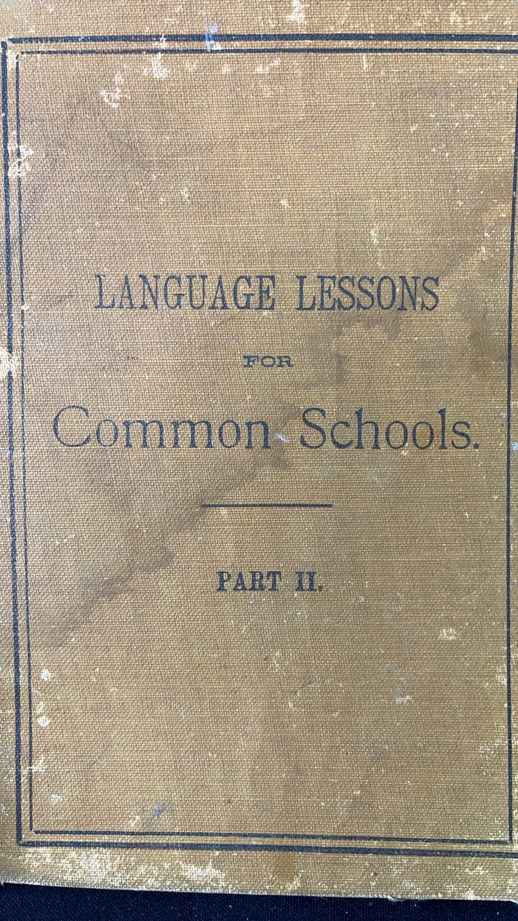 LANGUAGE LESSONS
FOR
Common Schools.
PART II.